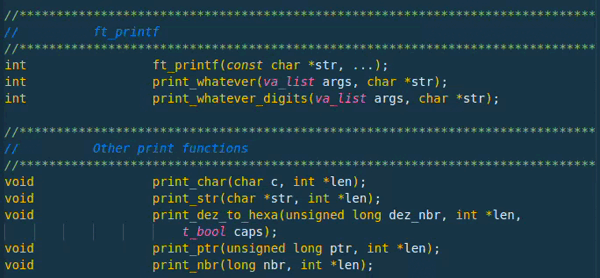 //******************************************************************************
//          ft_printf
//******************************************************************************
int                 ft_printf(const char *str, ...);
int                 print_whatever(va_list args, char *str);
int                 print_whatever_digits(va_list args, char *str);
//******************************************************************************
//          Other print functions
//******************************************************************************
void                print_char(char c, int *len);
void                print_str(char *str, int *len);
void                print_dez_to_hexa(unsigned long dez_nbr, int *len,
                        t_bool caps);
void                print_ptr(unsigned long ptr, int *len);
void                print_nbr(long nbr, int *len);